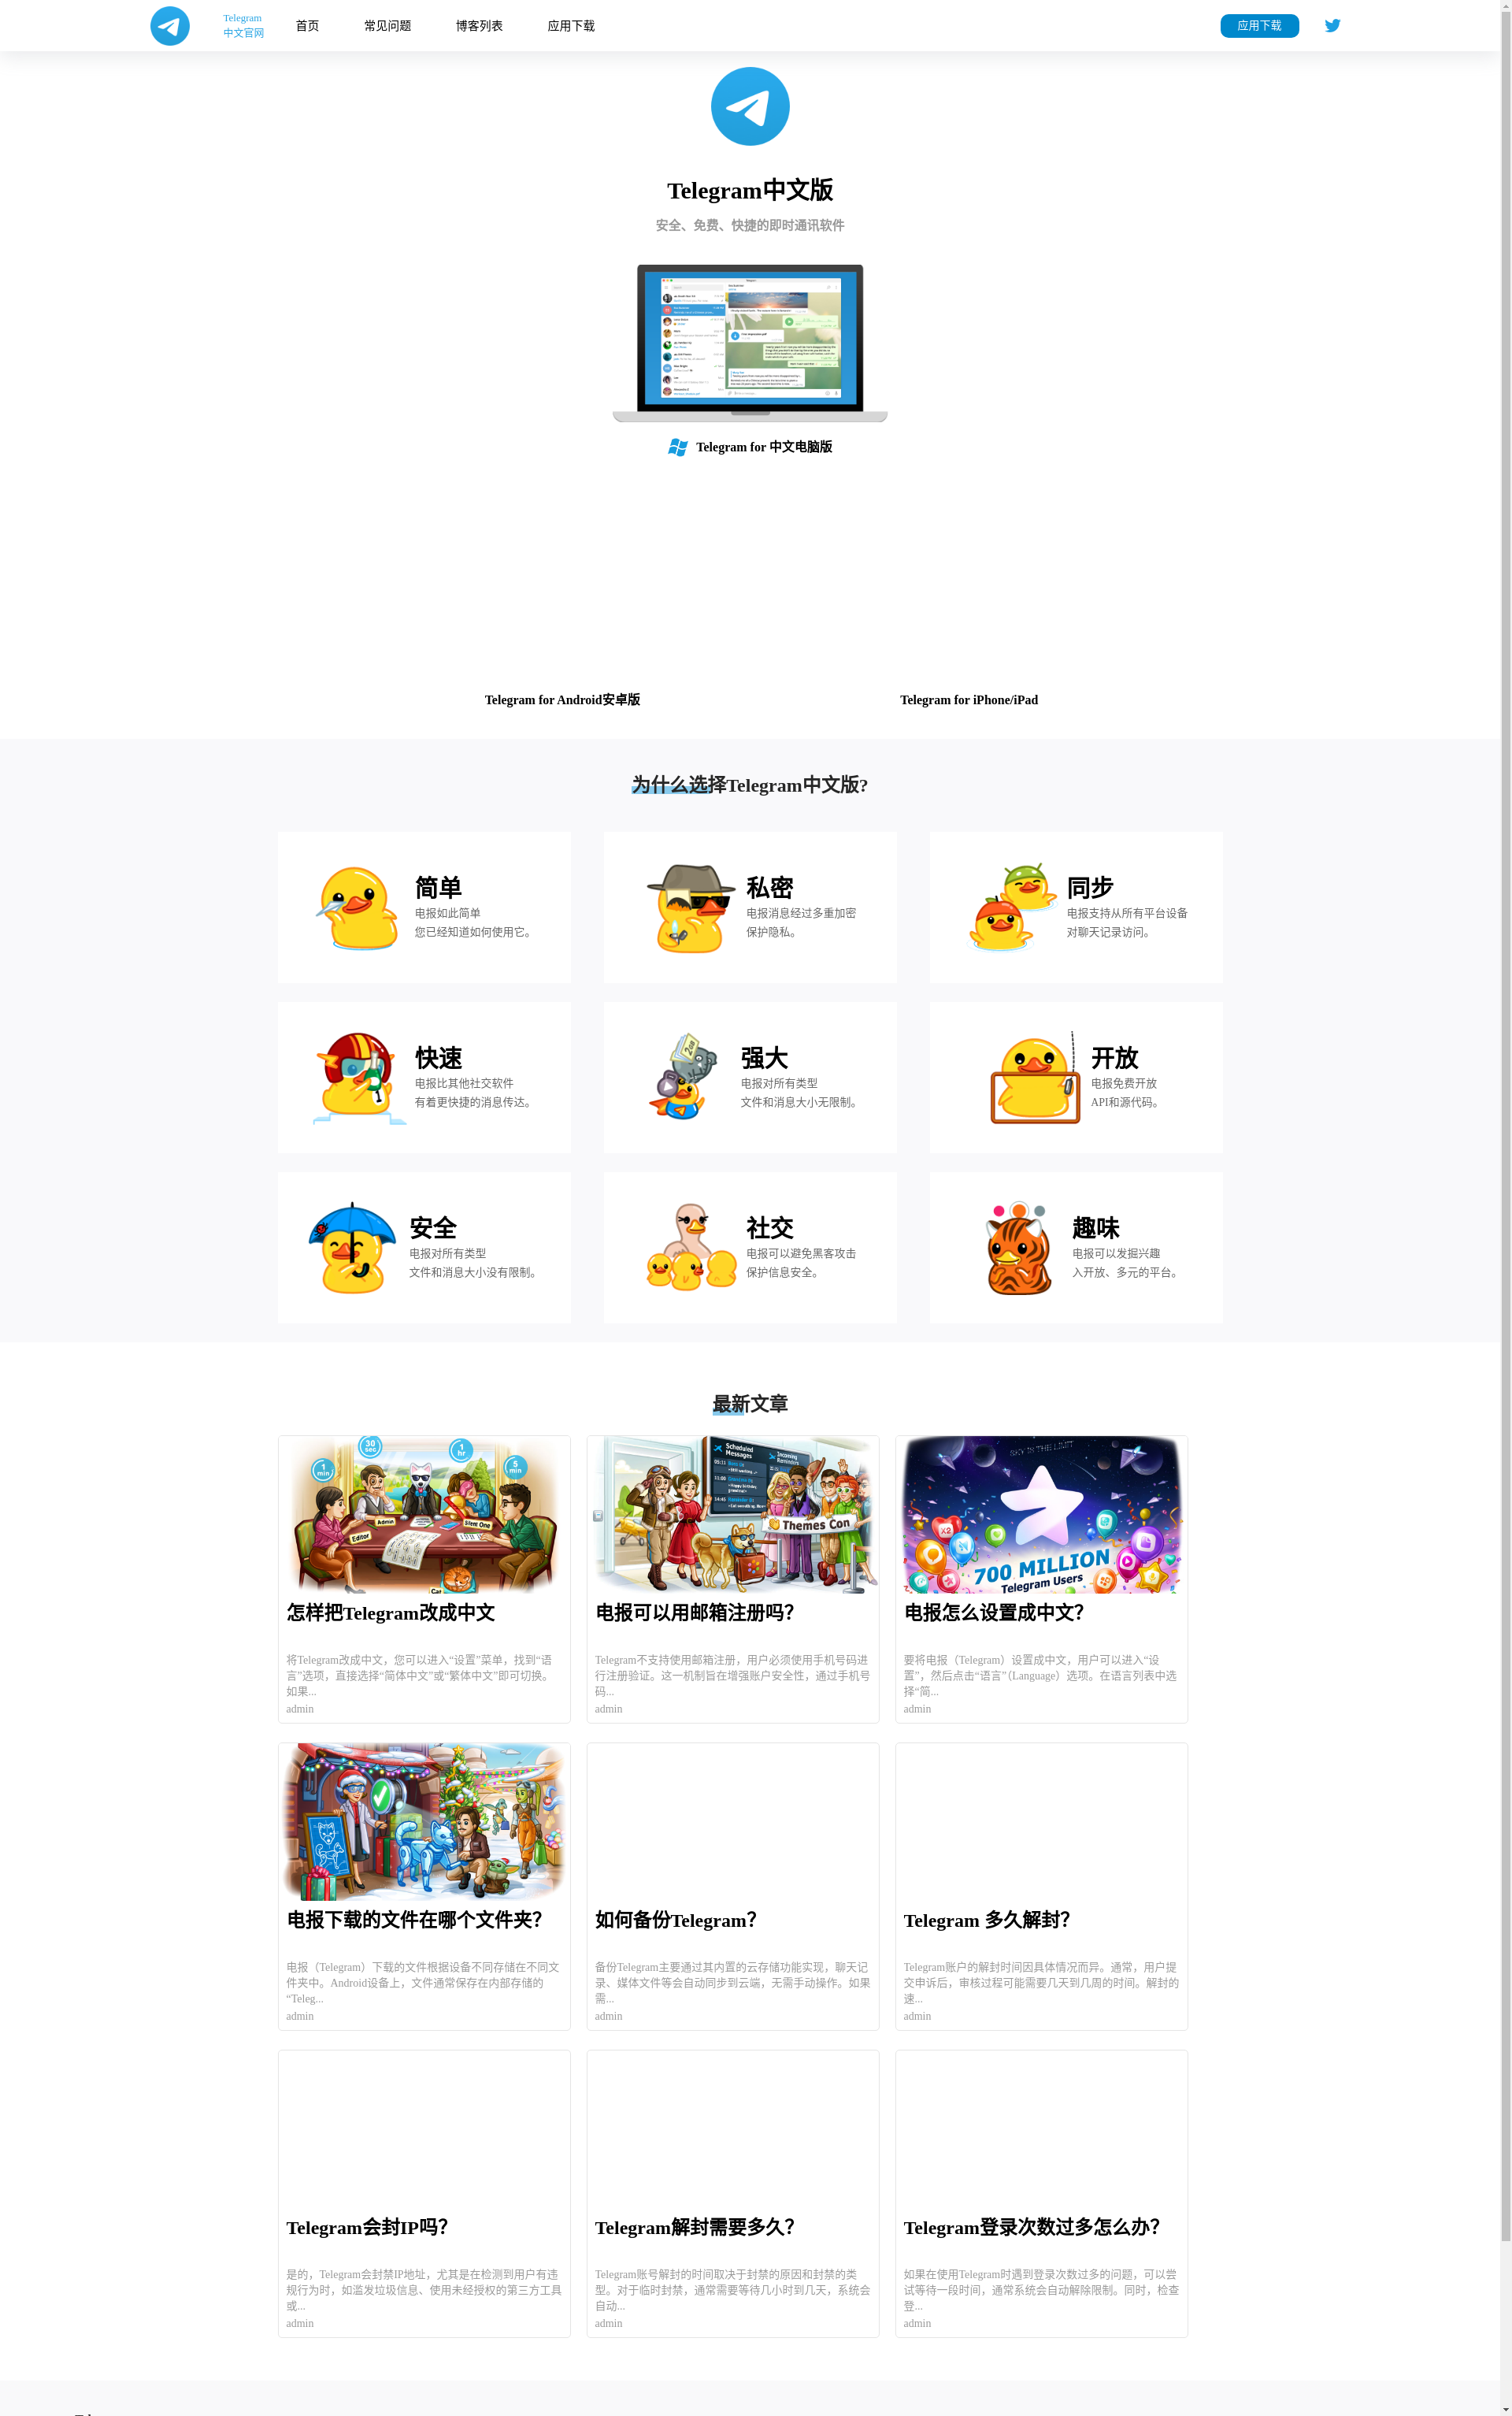 Telegram
中文官网
首页
常见问题
博客列表
应用下载
应用下载
Telegram中文版
安全、免费、快捷的即时通讯软件
Telegram for 中文电脑版
Telegram for Android安卓版
Telegram for iPhone/iPad
为什么选择Telegram中文版?
简单
电报如此简单
您已经知道如何使用它。
私密
电报消息经过多重加密
保护隐私。
同步
电报支持从所有平台设备
对聊天记录访问。
快速
电报比其他社交软件
有着更快捷的消息传达。
强大
电报对所有类型
文件和消息大小无限制。
开放
电报免费开放
API和源代码。
安全
电报对所有类型
文件和消息大小没有限制。
社交
电报可以避免黑客攻击
保护信息安全。
趣味
电报可以发掘兴趣
入开放、多元的平台。
最新文章
30 sec
1 hr
1 min
5 min
Editor
Admin
Silent One
Cat
怎样把Telegram改成中文
将Telegram改成中文，您可以进入“设置”菜单，找到“语
言”选项，直接选择“简体中文”或“繁体中文”即可切换。
如果...
admin
Scheduled Messages
Incoming Reminders
Themes Con
电报可以用邮箱注册吗？
Telegram不支持使用邮箱注册，用户必须使用手机号码进
行注册验证。这一机制旨在增强账户安全性，通过手机号
码...
admin
SKY IS THE LIMIT
X2
700 MILLION
Telegram Users
电报怎么设置成中文？
要将电报（Telegram）设置成中文，用户可以进入“设
置”，然后点击“语言”（Language）选项。在语言列表中选
择“简...
admin
电报下载的文件在哪个文件夹？
电报（Telegram）下载的文件根据设备不同存储在不同文
件夹中。Android设备上，文件通常保存在内部存储的
“Teleg...
admin
如何备份Telegram？
备份Telegram主要通过其内置的云存储功能实现，聊天记
录、媒体文件等会自动同步到云端，无需手动操作。如果
需...
admin
Telegram 多久解封？
Telegram账户的解封时间因具体情况而异。通常，用户提
交申诉后，审核过程可能需要几天到几周的时间。解封的
速...
admin
Telegram会封IP吗？
是的，Telegram会封禁IP地址，尤其是在检测到用户有违
规行为时，如滥发垃圾信息、使用未经授权的第三方工具
或...
admin
Telegram解封需要多久？
Telegram账号解封的时间取决于封禁的原因和封禁的类
型。对于临时封禁，通常需要等待几小时到几天，系统会
自动...
admin
Telegram登录次数过多怎么办？
如果在使用Telegram时遇到登录次数过多的问题，可以尝
试等待一段时间，通常系统会自动解除限制。同时，检查
登...
admin